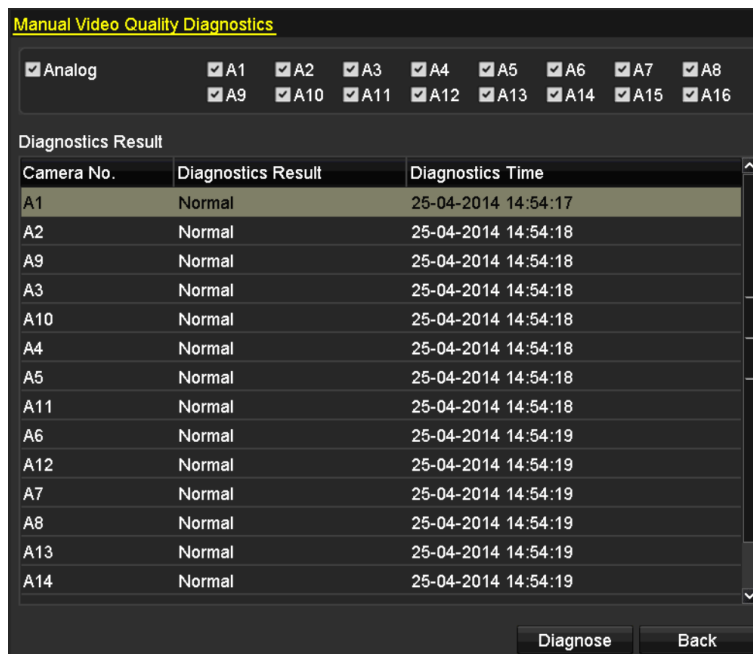 Manual Video Quality Diagnostics
Analog A1 A2 A3 A4 A5 A6 A7 A8
A9 A10 A11 A12 A13 A14 A15 A16
Diagnostics Result
Camera No. Diagnostics Result Diagnostics Time
A1 Normal 25-04-2014 14:54:17
A2 Normal 25-04-2014 14:54:18
A9 Normal 25-04-2014 14:54:18
A3 Normal 25-04-2014 14:54:18
A10 Normal 25-04-2014 14:54:18
A4 Normal 25-04-2014 14:54:18
A5 Normal 25-04-2014 14:54:18
A11 Normal 25-04-2014 14:54:18
A6 Normal 25-04-2014 14:54:19
A12 Normal 25-04-2014 14:54:19
A7 Normal 25-04-2014 14:54:19
A8 Normal 25-04-2014 14:54:19
A13 Normal 25-04-2014 14:54:19
A14 Normal 25-04-2014 14:54:19
Diagnose Back